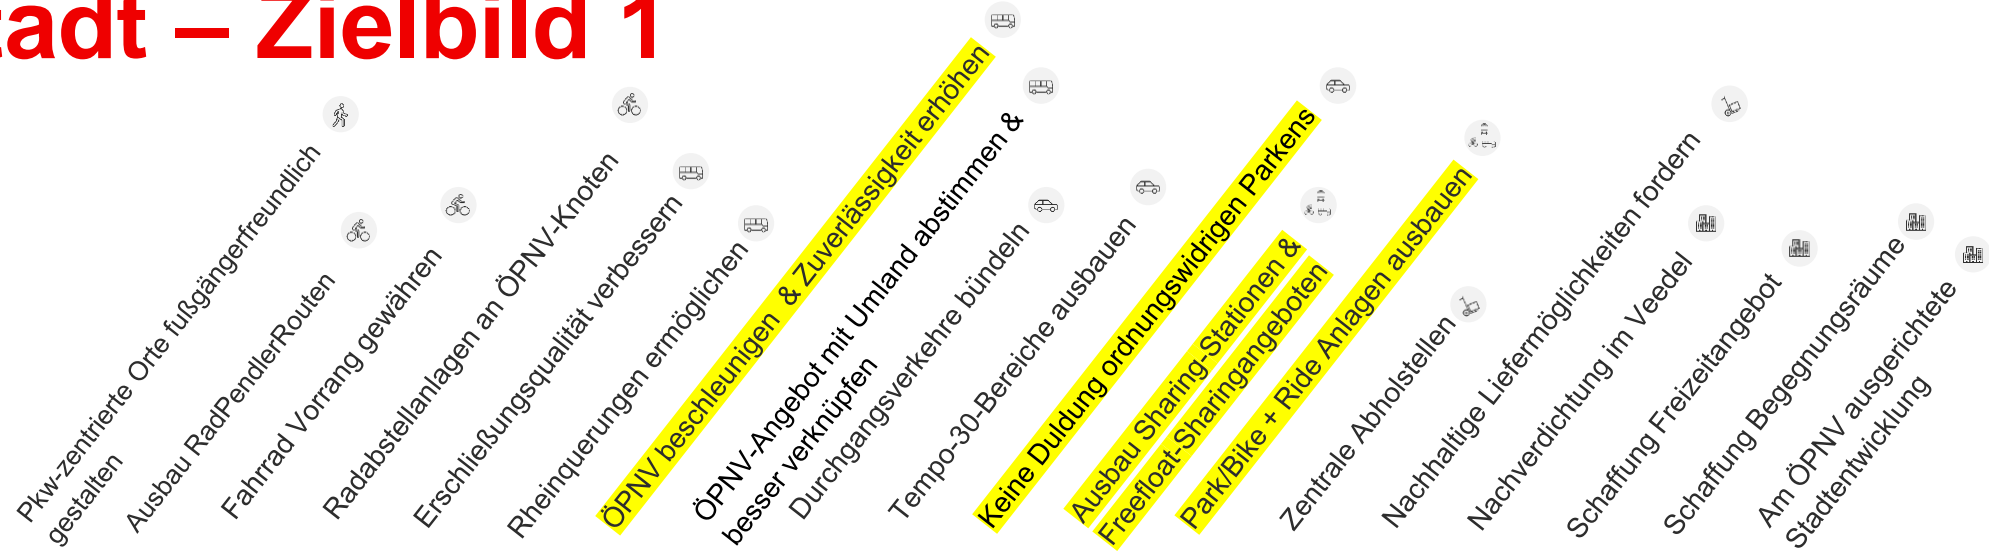 tadt – Zielbild 1
Pkw-zentrierte Orte fußgängerfreundlich
gestalten
Ausbau RadPendlerRouten
Fahrrad Vorrang gewähren
Radabstellanlagen an ÖPNV-Knoten
Erschließungsqualität verbessern
Rheinquerungen ermöglichen
ÖPNV beschleunigen & Zuverlässigkeit erhöhen
ÖPNV-Angebot mit Umland abstimmen &
besser verknüpfen
Durchgangsverkehre bündeln
Tempo-30-Bereiche ausbauen
Keine Duldung ordnungswidrigen Parkens
Ausbau Sharing-Stationen &
Freefloat-Sharingangeboten
Park/Bike + Ride Anlagen ausbauen
Zentrale Abholstellen
Nachhaltige Liefermöglichkeiten fordern
Nachverdichtung im Veedel
Schaffung Freizeitangebot
Schaffung Begegnungsräume
Am ÖPNV ausgerichtete
Stadtentwicklung